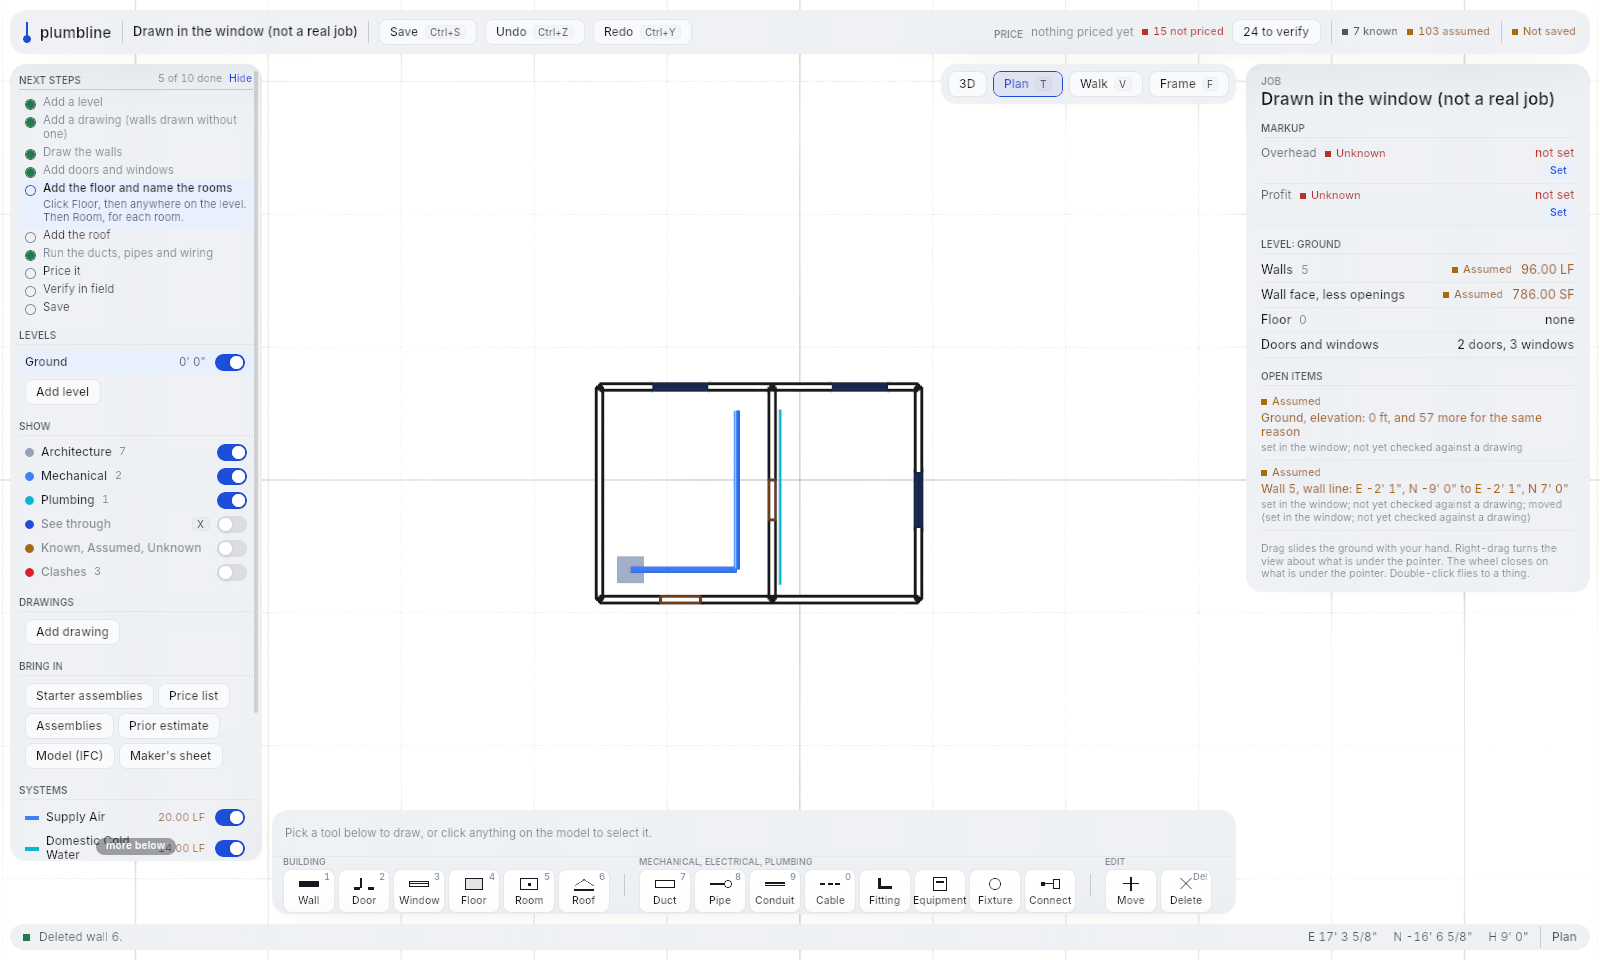 plumbline
Drawn in the window (not a real job)
Save Ctrl+S
Undo Ctrl+Z
Redo Ctrl+Y
PRICE nothing priced yet
15 not priced
24 to verify
7 known
103 assumed
Not saved
NEXT STEPS 5 of 10 done Hide
Add a level
Add a drawing (walls drawn without
one)
Draw the walls
Add doors and windows
Add the floor and name the rooms
Click Floor, then anywhere on the level.
Then Room, for each room.
Add the roof
Run the ducts, pipes and wiring
Price it
Verify in field
Save
LEVELS
Ground 0' 0"
Add level
SHOW
Architecture 7
Mechanical 2
Plumbing 1
See through X
Known, Assumed, Unknown
Clashes 3
DRAWINGS
Add drawing
BRING IN
Starter assemblies Price list
Assemblies Prior estimate
Model (IFC) Maker's sheet
SYSTEMS
Supply Air 20.00 LF
Domestic Cold
Water 14.00 LF
more below
3D
Plan T
Walk V
Frame F
JOB
Drawn in the window (not a real job)
MARKUP
Overhead Unknown not set
Set
Profit Unknown not set
Set
LEVEL: GROUND
Walls 5 Assumed 96.00 LF
Wall face, less openings Assumed 786.00 SF
Floor 0 none
Doors and windows 2 doors, 3 windows
OPEN ITEMS
Assumed
Ground, elevation: 0 ft, and 57 more for the same
reason
set in the window; not yet checked against a drawing
Assumed
Wall 5, wall line: E -2' 1", N -9' 0" to E -2' 1", N 7' 0"
set in the window; not yet checked against a drawing; moved
(set in the window; not yet checked against a drawing)
Drag slides the ground with your hand. Right-drag turns the
view about what is under the pointer. The wheel closes on
what is under the pointer. Double-click flies to a thing.
Pick a tool below to draw, or click anything on the model to select it.
BUILDING
Wall 1
Door 2
Window 3
Floor 4
Room 5
Roof 6
MECHANICAL, ELECTRICAL, PLUMBING
Duct 7
Pipe 8
Conduit 9
Cable 0
Fitting
Equipment
Fixture
Connect
EDIT
Move
Delete Del
Deleted wall 6.
E 17' 3 5/8" N -16' 6 5/8" H 9' 0" Plan